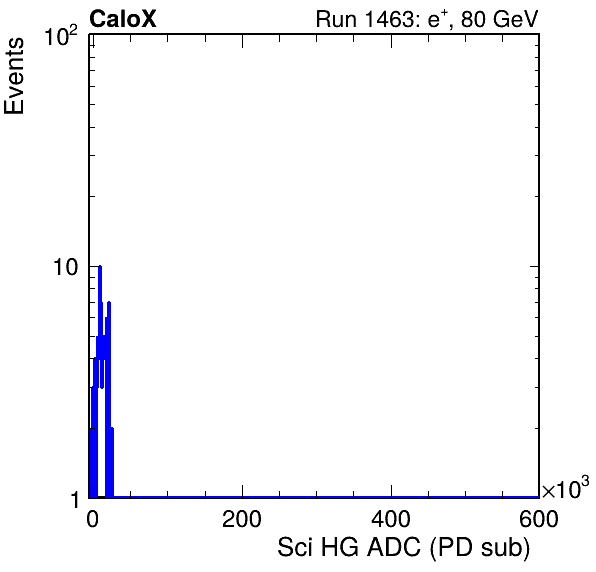 CaloX Run 1463: e⁺, 80 GeV
Events
10²
10
1
0 200 400 600
×10³
Sci HG ADC (PD sub)